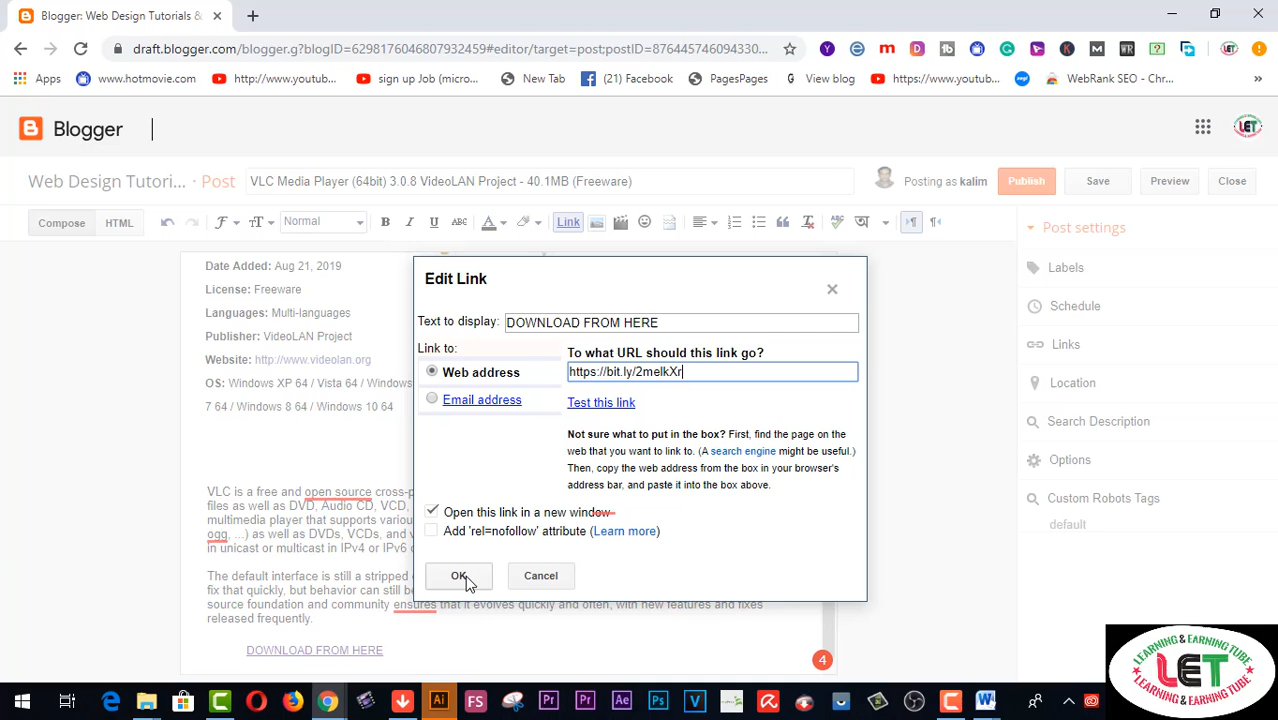 Blogger: Web Design Tutorials &
draft.blogger.com/blogger.g?blogID=6298176046807932459#editor/target=post;postID=876445746094330...
Apps
www.hotmovie.com
http://www.youtub...
sign up Job (micro...
New Tab
(21) Facebook
PagesPages
View blog
https://www.youtub...
WebRank SEO - Chr...
Blogger
Web Design Tutori... · Post
VLC Media Player (64bit) 3.0.8 VideoLAN Project - 40.1MB (Freeware)
Posting as kalim
Publish
Save
Preview
Close
Compose
HTML
Normal
B
I
U
ABC
A
Link
Post settings
Labels
Schedule
Links
Location
Search Description
Options
Custom Robots Tags
default
Date Added: Aug 21, 2019
License: Freeware
Languages: Multi-languages
Publisher: VideoLAN Project
Website: http://www.videolan.org
OS: Windows XP 64 / Vista 64 / Windows
7 64 / Windows 8 64 / Windows 10 64
VLC is a free and open source cross-p
files as well as DVD, Audio CD, VCD,
multimedia player that supports variou
ogg, ...) as well as DVDs, VCDs, and v
in unicast or multicast in IPv4 or IPv6 o
The default interface is still a stripped
fix that quickly, but behavior can still be
source foundation and community ensures that it evolves quickly and often, with new features and fixes
released frequently.
DOWNLOAD FROM HERE
4
Edit Link
Text to display: DOWNLOAD FROM HERE
Link to:
Web address
Email address
To what URL should this link go?
https://bit.ly/2melkXr
Test this link
Not sure what to put in the box? First, find the page on the
web that you want to link to. (A search engine might be useful.)
Then, copy the web address from the box in your browser's
address bar, and paste it into the box above.
Open this link in a new window
Add 'rel=nofollow' attribute (Learn more)
OK
Cancel
LEARNING & EARNING TUBE
LET
LEARNING & EARNING TUBE